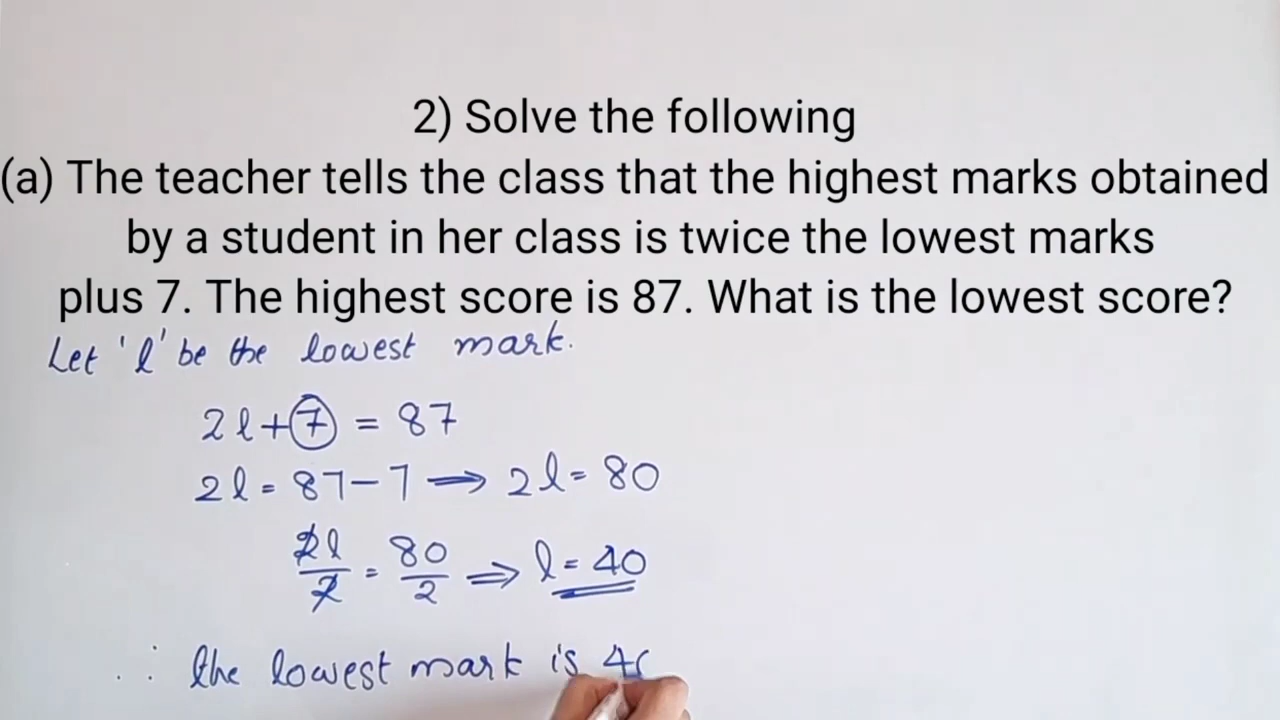 2) Solve the following
(a) The teacher tells the class that the highest marks obtained
by a student in her class is twice the lowest marks
plus 7. The highest score is 87. What is the lowest score?
Let 'l' be the lowest mark.
2l + 7 = 87
2l = 87 - 7 → 2l = 80
2l/2 = 80/2 ⇒ l = 40
∴ the lowest mark is 40